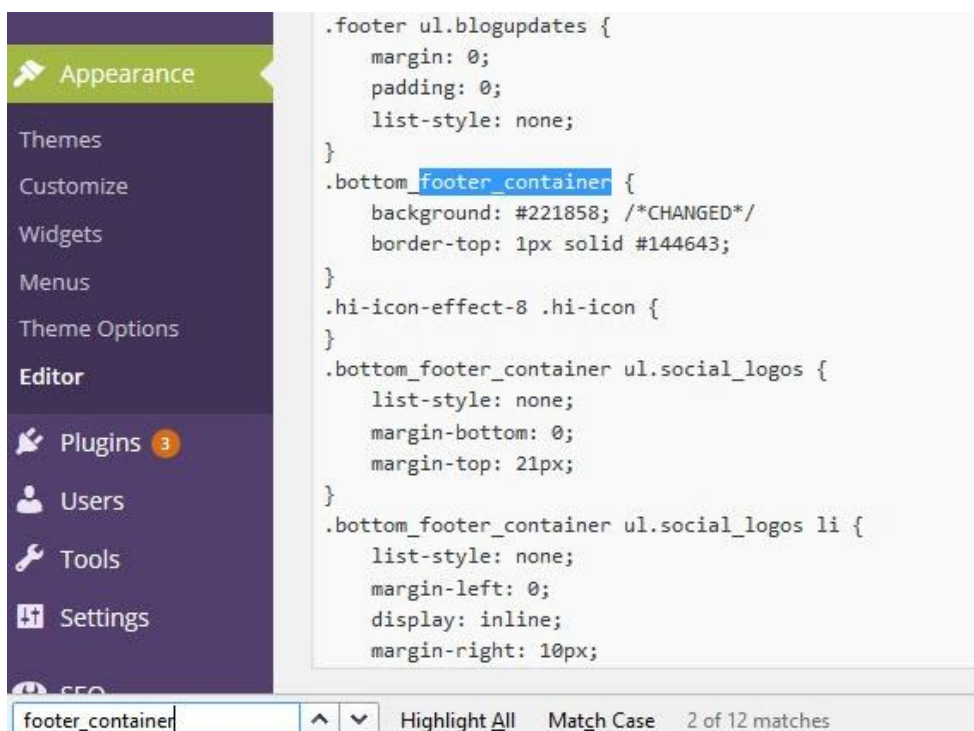 Appearance
Themes
Customize
Widgets
Menus
Theme Options
Editor
Plugins 3
Users
Tools
Settings
SEO
.footer ul.blogupdates {
    margin: 0;
    padding: 0;
    list-style: none;
}
.bottom_footer_container {
    background: #221858; /*CHANGED*/
    border-top: 1px solid #144643;
}
.hi-icon-effect-8 .hi-icon {
}
.bottom_footer_container ul.social_logos {
    list-style: none;
    margin-bottom: 0;
    margin-top: 21px;
}
.bottom_footer_container ul.social_logos li {
    list-style: none;
    margin-left: 0;
    display: inline;
    margin-right: 10px;
footer_container Highlight All Match Case 2 of 12 matches